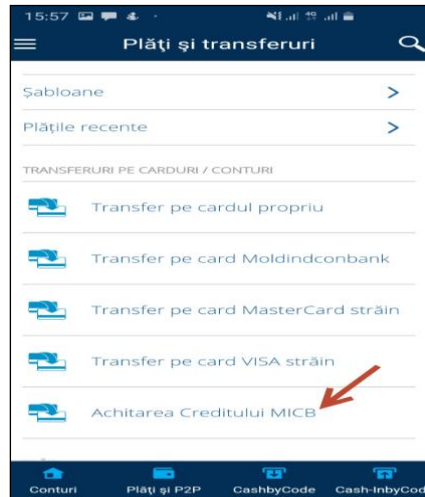 15:57
Plăţi şi transferuri
Şabloane
Plăţile recente
TRANSFERURI PE CARDURI / CONTURI
Transfer pe cardul propriu
Transfer pe card Moldindconbank
Transfer pe card MasterCard străin
Transfer pe card VISA străin
Achitarea Creditului MICB
Conturi Plăţi şi P2P CashbyCode Cash-InbyCod